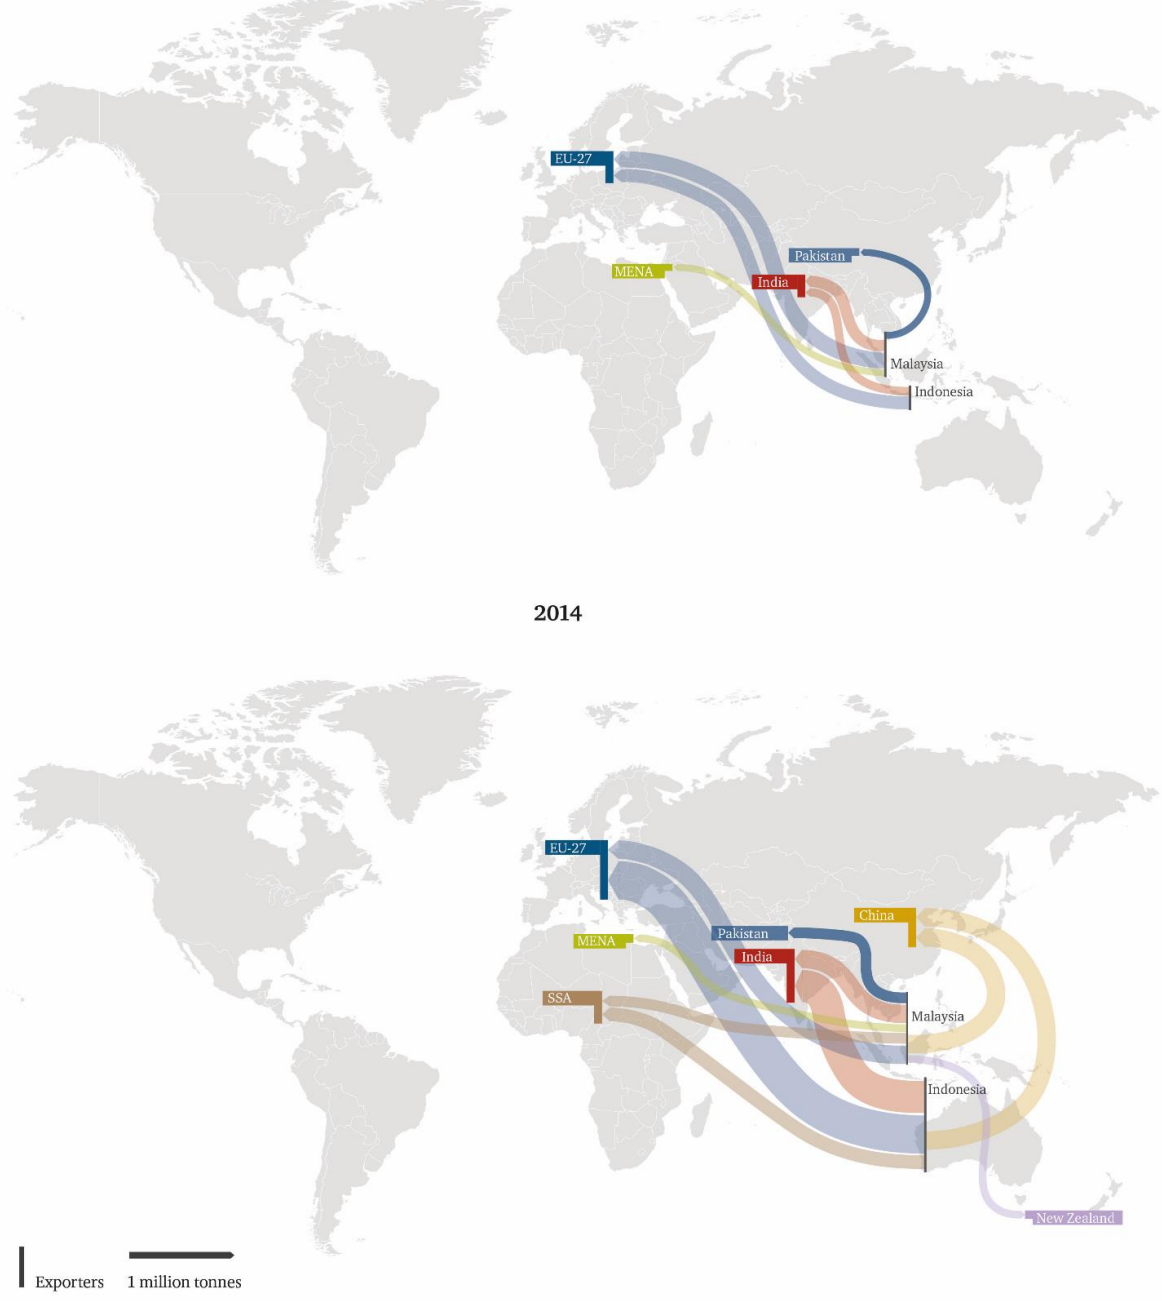 EU-27
Pakistan
MENA
India
Malaysia
Indonesia
2014
EU-27
China
Pakistan
MENA
India
SSA
Malaysia
Indonesia
New Zealand
Exporters
1 million tonnes